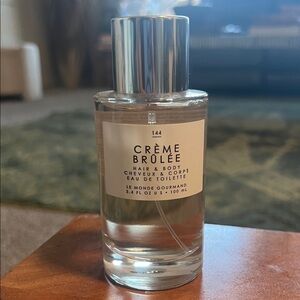 144
CRÈME
BRÛLÉE
HAIR & BODY
CHEVEUX & CORPS
EAU DE TOILETTE
LE MONDE GOURMAND
3.4 FL OZ U S • 100 ML